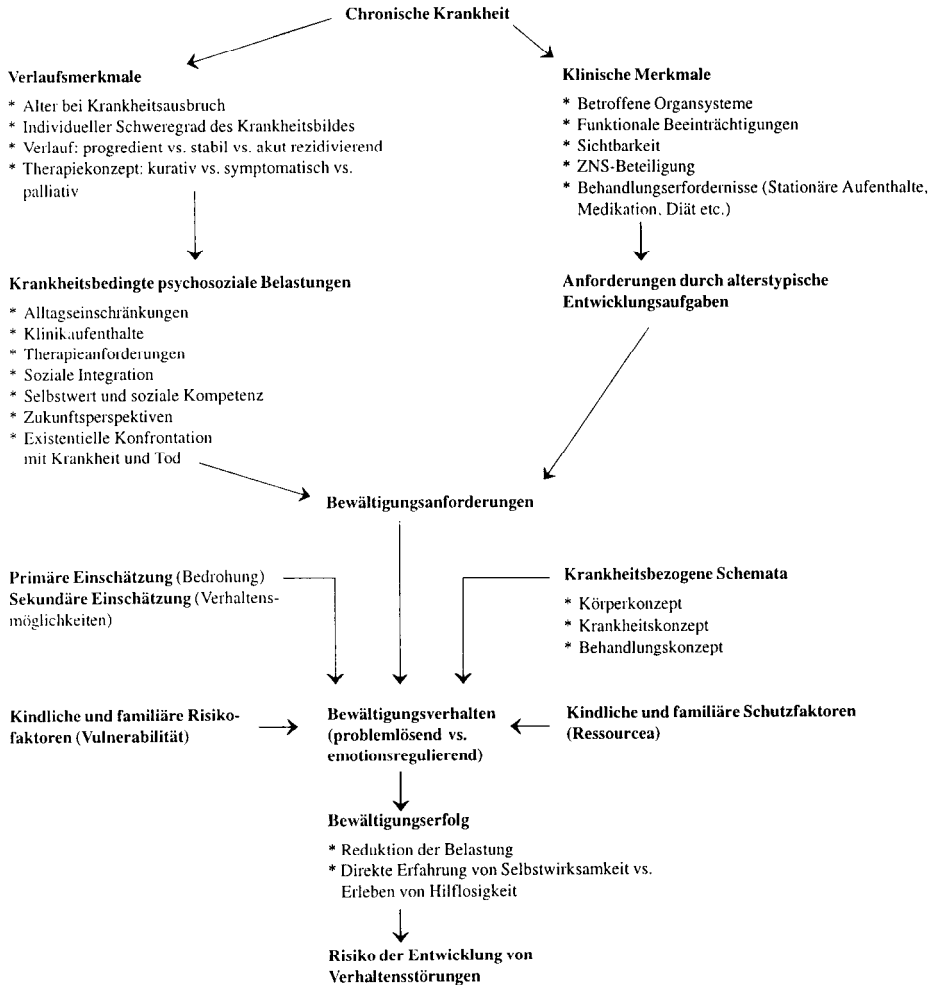 Chronische Krankheit
Verlaufsmerkmale
* Alter bei Krankheitsausbruch
* Individueller Schweregrad des Krankheitsbildes
* Verlauf: progredient vs. stabil vs. akut rezidivierend
* Therapiekonzept: kurativ vs. symptomatisch vs.
palliativ
Klinische Merkmale
* Betroffene Organsysteme
* Funktionale Beeinträchtigungen
* Sichtbarkeit
* ZNS-Beteiligung
* Behandlungserfordernisse (Stationäre Aufenthalte,
Medikation, Diät etc.)
Krankheitsbedingte psychosoziale Belastungen
* Alltagseinschränkungen
* Klinikaufenthalte
* Therapieanforderungen
* Soziale Integration
* Selbstwert und soziale Kompetenz
* Zukunftsperspektiven
* Existentielle Konfrontation
mit Krankheit und Tod
Anforderungen durch alterstypische
Entwicklungsaufgaben
Bewältigungsanforderungen
Primäre Einschätzung (Bedrohung)
Sekundäre Einschätzung (Verhaltens-
möglichkeiten)
Krankheitsbezogene Schemata
* Körperkonzept
* Krankheitskonzept
* Behandlungskonzept
Kindliche und familiäre Risiko-
faktoren (Vulnerabilität)
Bewältigungsverhalten
(problemlösend vs.
emotionsregulierend)
Kindliche und familiäre Schutzfaktoren
(Ressourcea)
Bewältigungserfolg
* Reduktion der Belastung
* Direkte Erfahrung von Selbstwirksamkeit vs.
Erleben von Hilflosigkeit
Risiko der Entwicklung von
Verhaltensstörungen